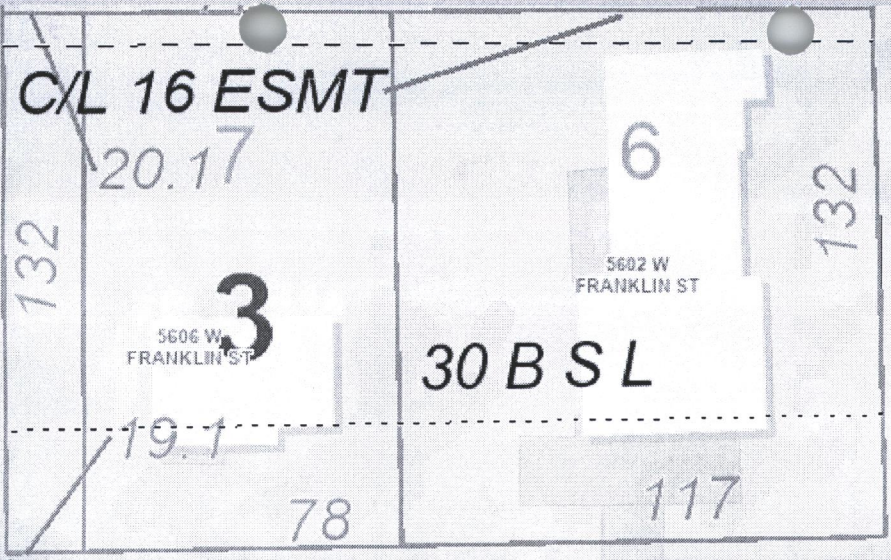 C/L 16 ESMT
20.1
7
6
132
132
5602 W
FRANKLIN ST
3
5606 W
FRANKLIN ST
30 B S L
19.1
78
117